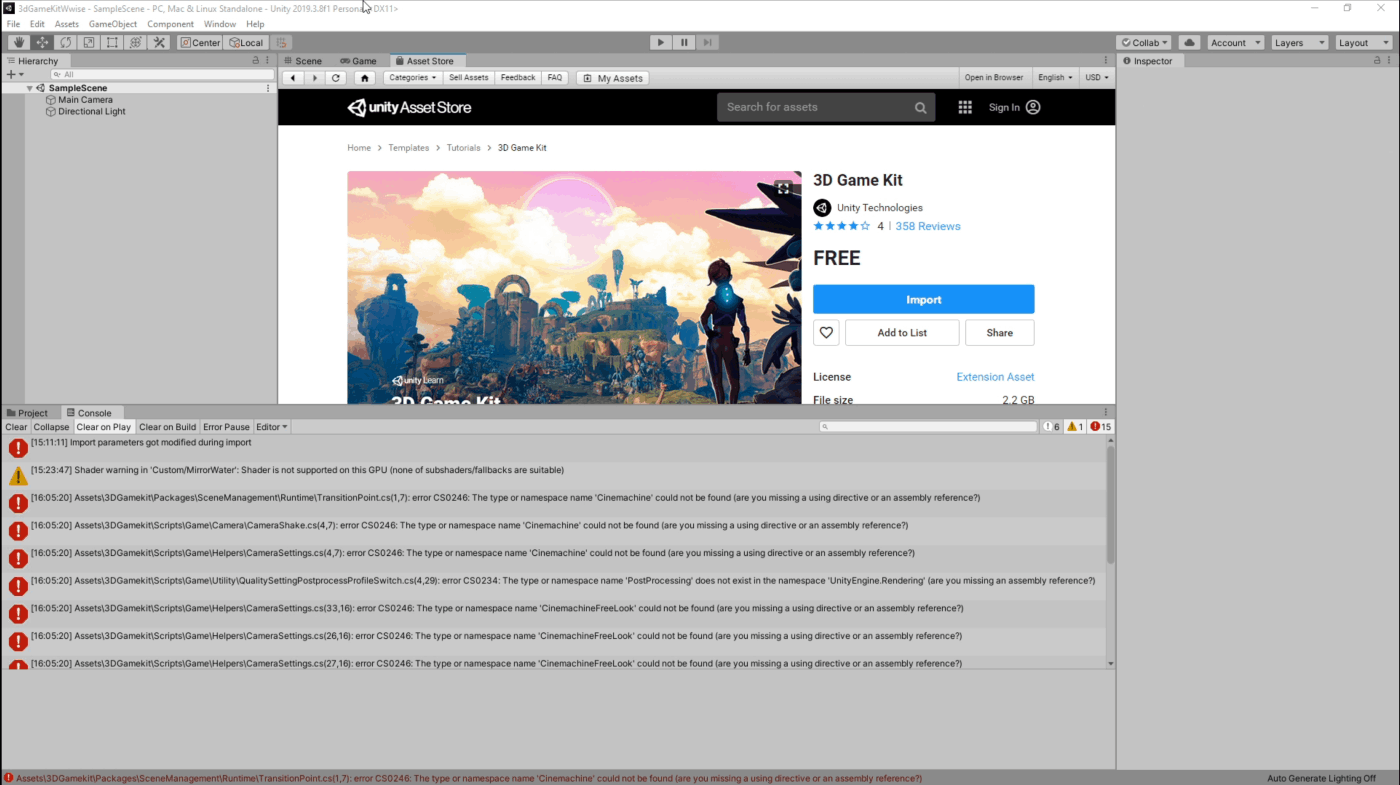 3dGameKitWwise - SampleScene - PC, Mac & Linux Standalone - Unity 2019.3.8f1 Personal DX11>
File Edit Assets GameObject Component Window Help
Center Local Collab Account Layers Layout
Hierarchy Scene Game Asset Store Inspector
All
Categories Sell Assets Feedback FAQ My Assets Open in Browser English USD
SampleScene
Main Camera
Directional Light
unity Asset Store Search for assets Sign In
Home > Templates > Tutorials > 3D Game Kit
3D Game Kit
Unity Technologies
4 | 358 Reviews
FREE
Import
Add to List Share
License Extension Asset
File size 2.2 GB
unity Learn
3D Game Kit
Project Console
Clear Collapse Clear on Play Clear on Build Error Pause Editor 6 1 15
[15:11:11] Import parameters got modified during import
[15:23:47] Shader warning in 'Custom/MirrorWater': Shader is not supported on this GPU (none of subshaders/fallbacks are suitable)
[16:05:20] Assets\3DGamekit\Packages\SceneManagement\Runtime\TransitionPoint.cs(1,7): error CS0246: The type or namespace name 'Cinemachine' could not be found (are you missing a using directive or an assembly reference?)
[16:05:20] Assets\3DGamekit\Scripts\Game\Camera\CameraShake.cs(4,7): error CS0246: The type or namespace name 'Cinemachine' could not be found (are you missing a using directive or an assembly reference?)
[16:05:20] Assets\3DGamekit\Scripts\Game\Helpers\CameraSettings.cs(4,7): error CS0246: The type or namespace name 'Cinemachine' could not be found (are you missing a using directive or an assembly reference?)
[16:05:20] Assets\3DGamekit\Scripts\Game\Utility\QualitySettingPostprocessProfileSwitch.cs(4,29): error CS0234: The type or namespace name 'PostProcessing' does not exist in the namespace 'UnityEngine.Rendering' (are you missing an assembly reference?)
[16:05:20] Assets\3DGamekit\Scripts\Game\Helpers\CameraSettings.cs(33,16): error CS0246: The type or namespace name 'CinemachineFreeLook' could not be found (are you missing a using directive or an assembly reference?)
[16:05:20] Assets\3DGamekit\Scripts\Game\Helpers\CameraSettings.cs(26,16): error CS0246: The type or namespace name 'CinemachineFreeLook' could not be found (are you missing a using directive or an assembly reference?)
[16:05:20] Assets\3DGamekit\Scripts\Game\Helpers\CameraSettings.cs(27,16): error CS0246: The type or namespace name 'CinemachineFreeLook' could not be found (are you missing a using directive or an assembly reference?)
Assets\3DGamekit\Packages\SceneManagement\Runtime\TransitionPoint.cs(1,7): error CS0246: The type or namespace name 'Cinemachine' could not be found (are you missing a using directive or an assembly reference?) Auto Generate Lighting Off